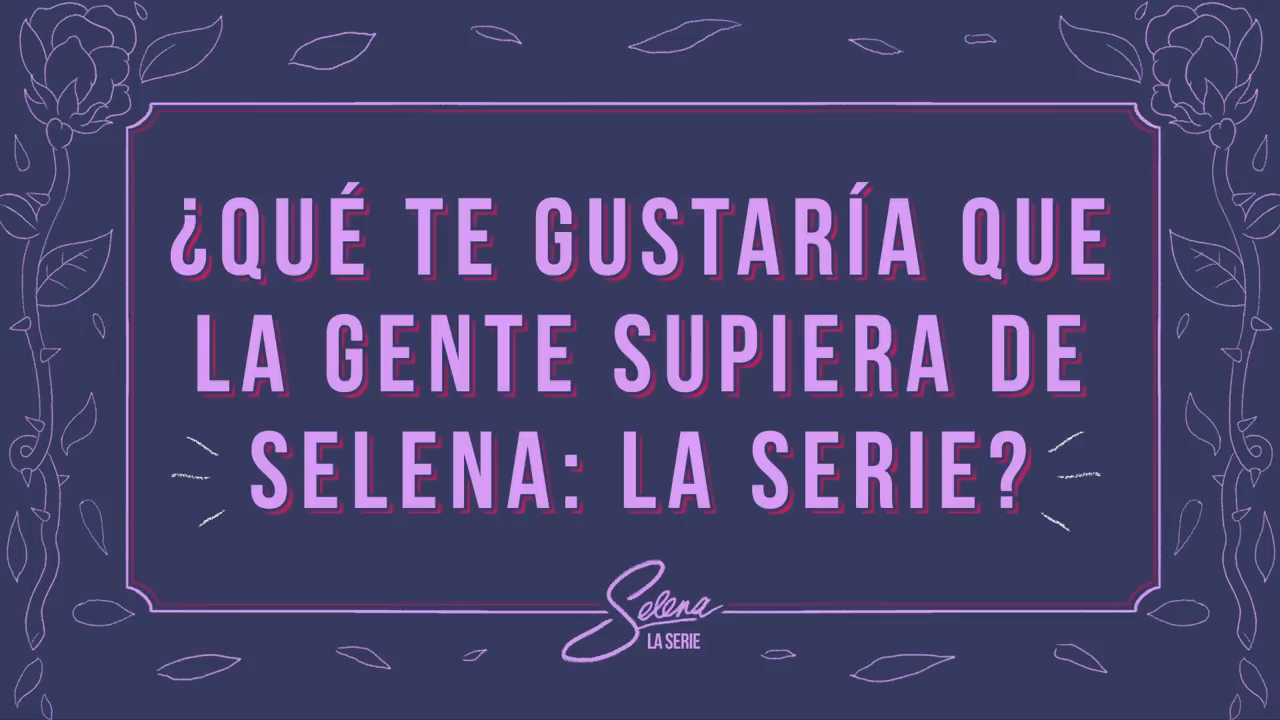 ¿QUÉ TE GUSTARÍA QUE
LA GENTE SUPIERA DE
SELENA: LA SERIE?
Selena
LA SERIE